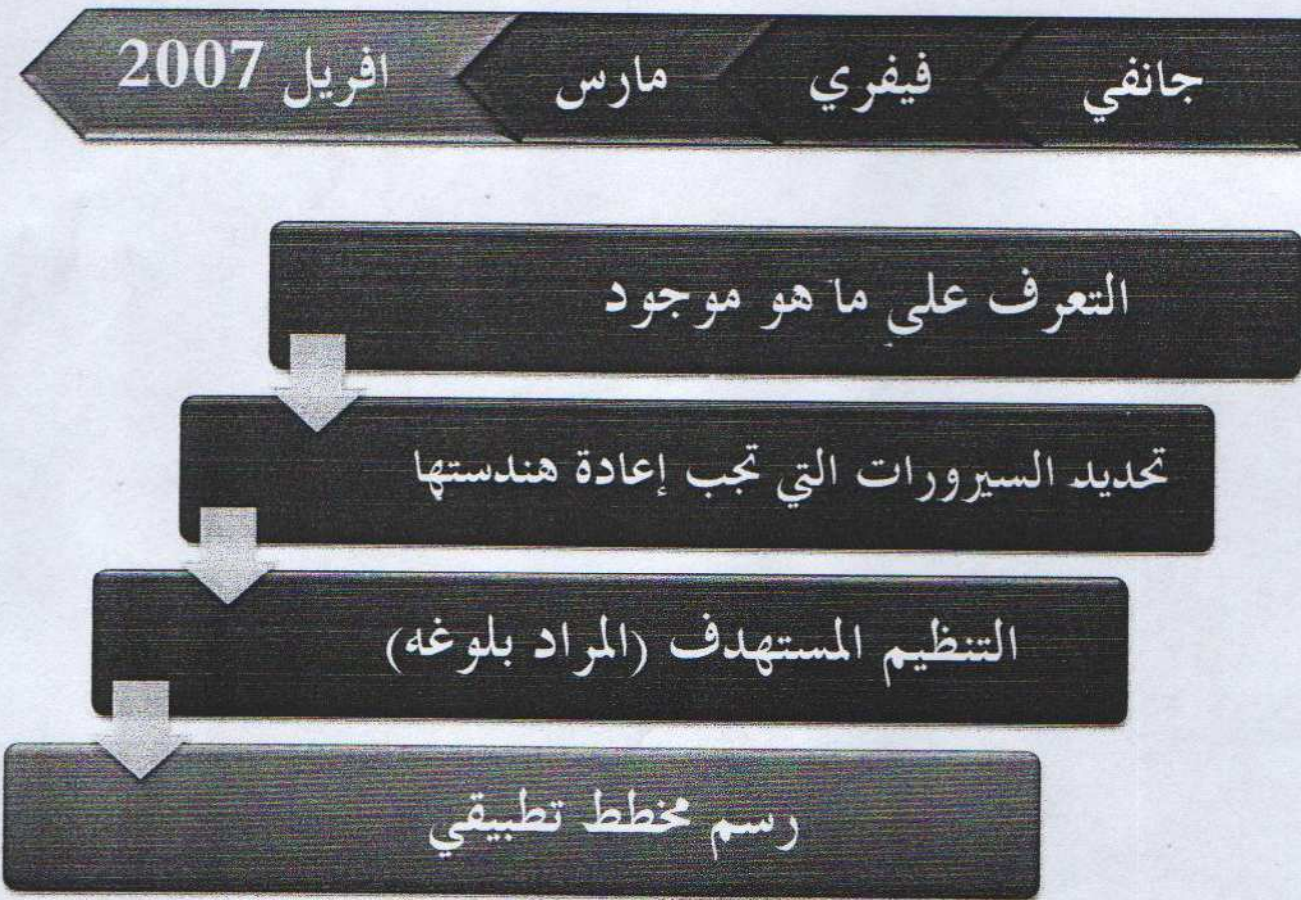 جانفي فيفري مارس افريل 2007
التعرف على ما هو موجود
تحديد السيرورات التي تجب إعادة هندستها
التنظيم المستهدف (المراد بلوغه)
رسم مخطط تطبيقي